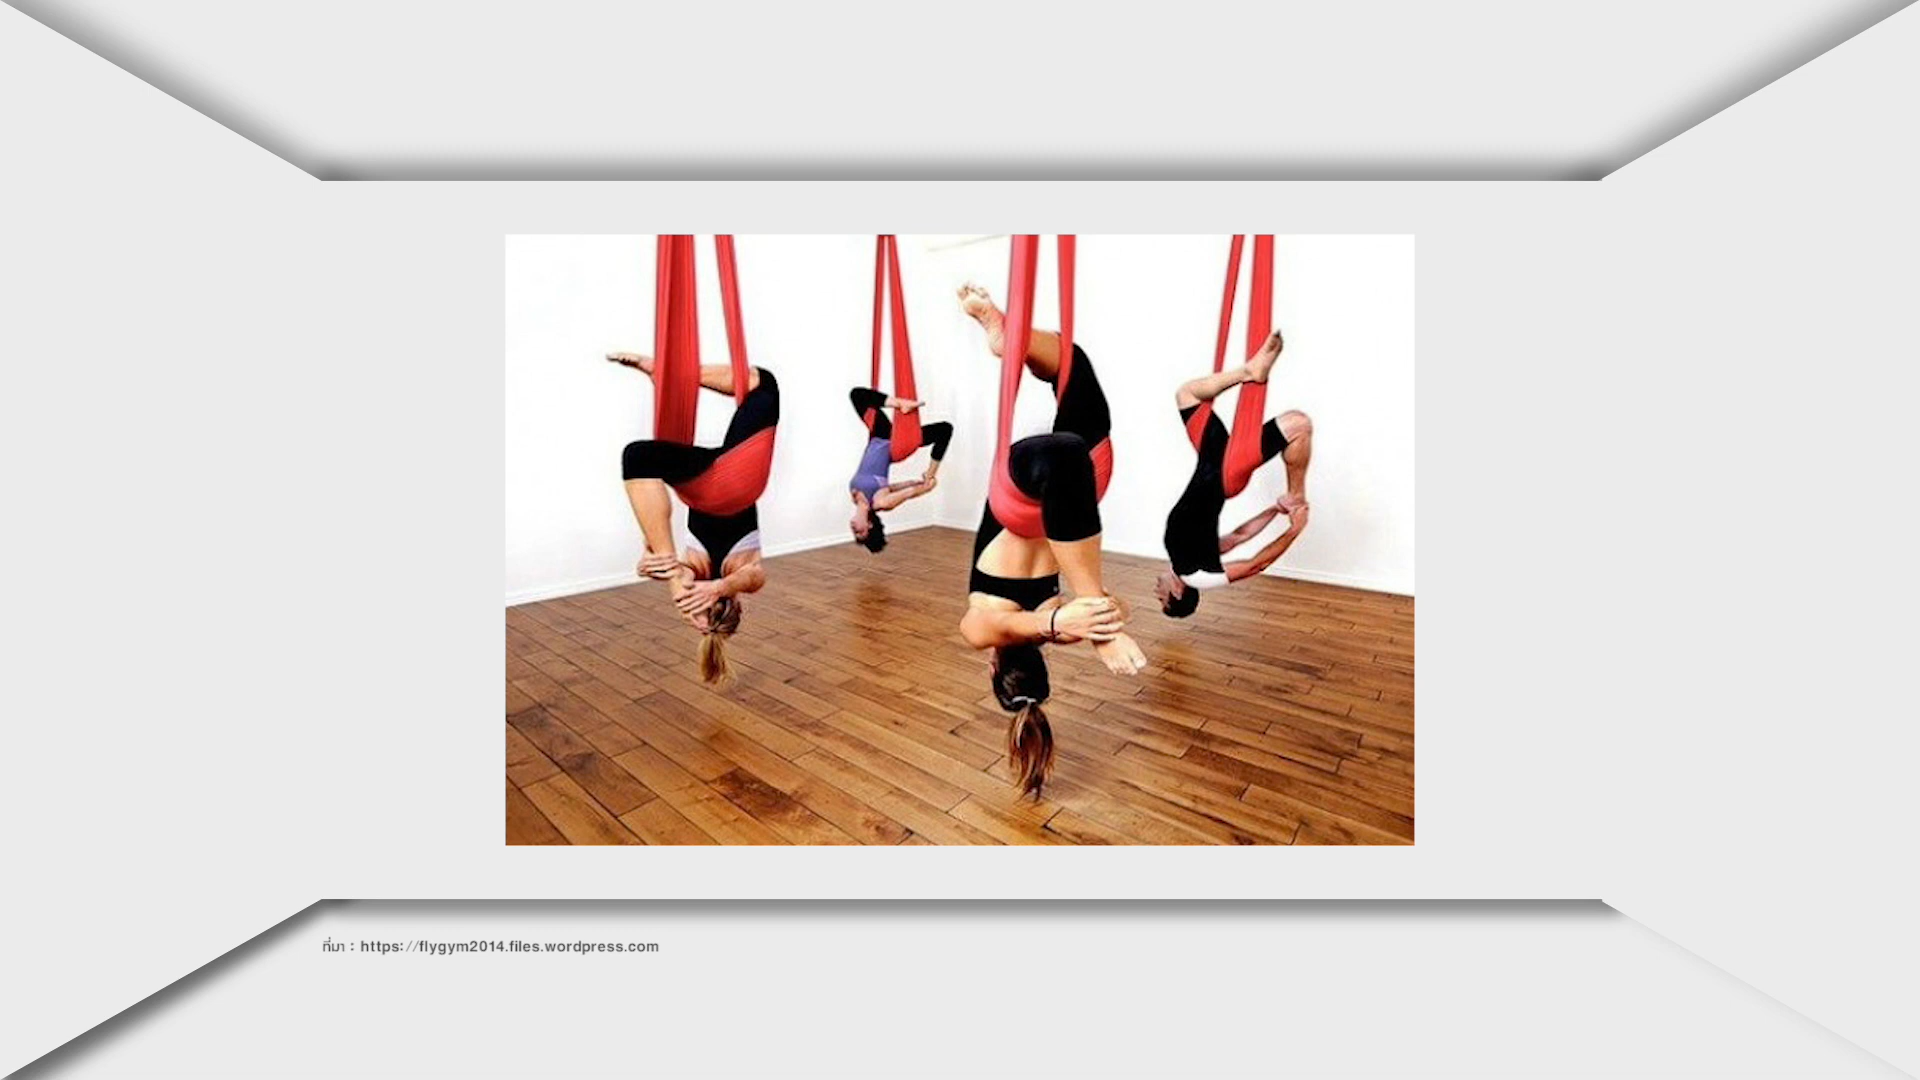 ที่มา : https://flygym2014.files.wordpress.com